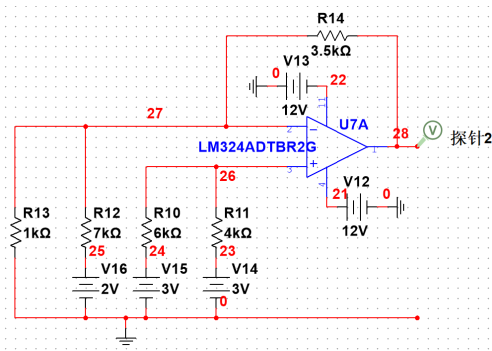 R14
3.5kΩ
V13
0
22
12V
27
11
2
U7A
28
V
探针2
LM324ADTBR2G
1
3
26
4
V12
21
0
12V
R13
1kΩ
R12
7kΩ
25
R10
6kΩ
24
R11
4kΩ
23
V16
2V
V15
3V
V14
3V
0